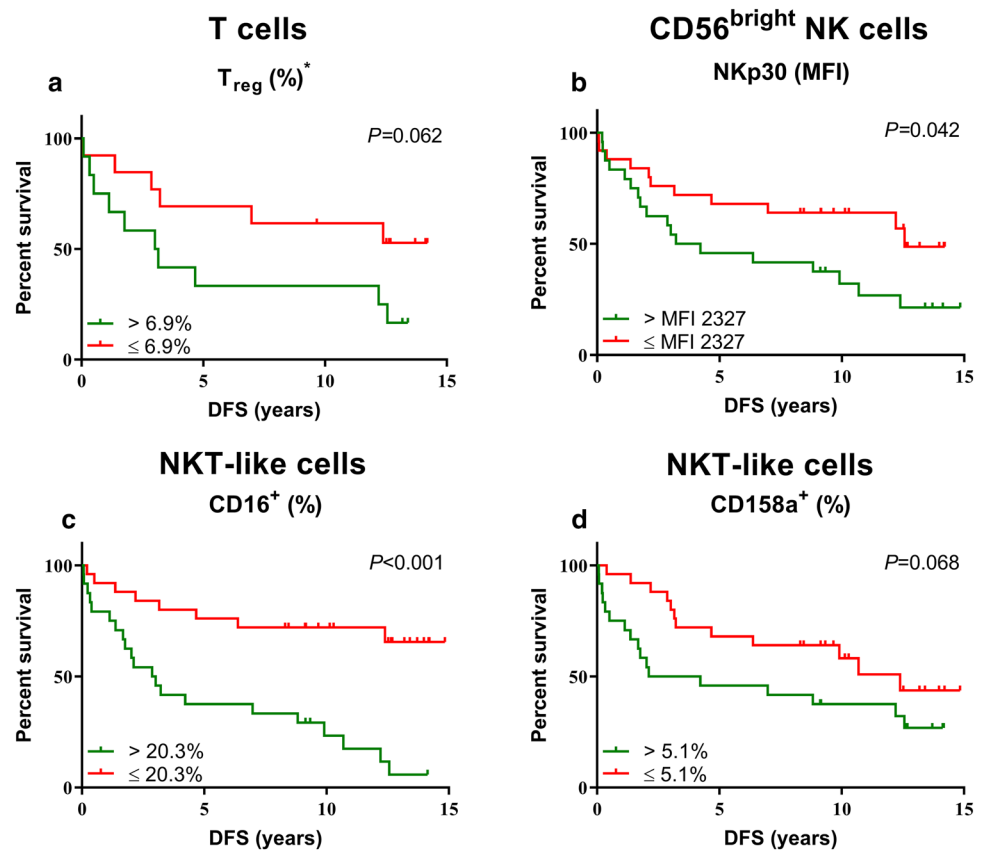 T cells
a
T_reg (%)*
P=0.062
Percent survival
100
50
0
> 6.9%
≤ 6.9%
0 5 10 15
DFS (years)
CD56^bright NK cells
b
NKp30 (MFI)
P=0.042
Percent survival
100
50
0
> MFI 2327
≤ MFI 2327
0 5 10 15
DFS (years)
NKT-like cells
c
CD16⁺ (%)
P<0.001
Percent survival
100
50
0
> 20.3%
≤ 20.3%
0 5 10 15
DFS (years)
NKT-like cells
d
CD158a⁺ (%)
P=0.068
Percent survival
100
50
0
> 5.1%
≤ 5.1%
0 5 10 15
DFS (years)